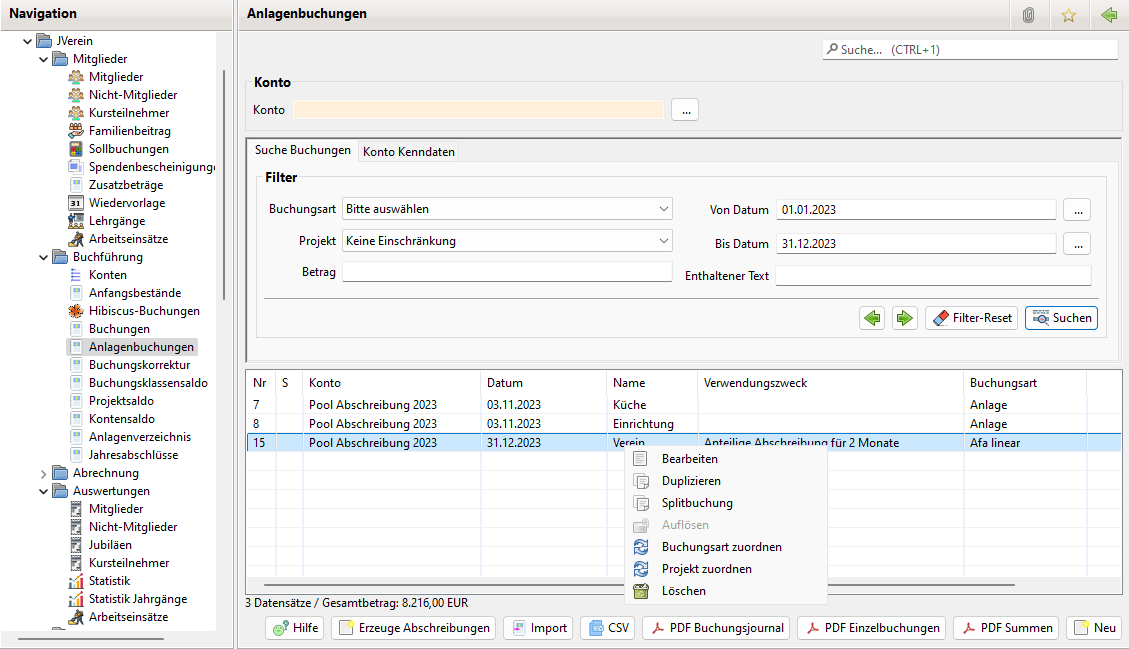 Navigation
JVerein
Mitglieder
Mitglieder
Nicht-Mitglieder
Kursteilnehmer
Familienbeitrag
Sollbuchungen
Spendenbescheinigunge
Zusatzbeträge
31 Wiedervorlage
Lehrgänge
Arbeitseinsätze
Buchführung
Konten
Anfangsbestände
Hibiscus-Buchungen
Buchungen
Anlagenbuchungen
Buchungskorrektur
Buchungsklassensaldo
Projektsaldo
Kontensaldo
Anlagenverzeichnis
Jahresabschlüsse
Abrechnung
Auswertungen
Mitglieder
Nicht-Mitglieder
Jubiläen
Kursteilnehmer
Statistik
Statistik Jahrgänge
Arbeitseinsätze
Anlagenbuchungen
Suche... (CTRL+1)
Konto
Konto ...
Suche Buchungen Konto Kenndaten
Filter
Buchungsart Bitte auswählen Von Datum 01.01.2023 ...
Projekt Keine Einschränkung Bis Datum 31.12.2023 ...
Betrag Enthaltener Text
Filter-Reset Suchen
Nr S Konto Datum Name Verwendungszweck Buchungsart
7 Pool Abschreibung 2023 03.11.2023 Küche Anlage
8 Pool Abschreibung 2023 03.11.2023 Einrichtung Anlage
15 Pool Abschreibung 2023 31.12.2023 Verein Anteilige Abschreibung für 2 Monate Afa linear
Bearbeiten
Duplizieren
Splitbuchung
Auflösen
Buchungsart zuordnen
Projekt zuordnen
Löschen
3 Datensätze / Gesamtbetrag: 8.216,00 EUR
Hilfe Erzeuge Abschreibungen Import CSV PDF Buchungsjournal PDF Einzelbuchungen PDF Summen Neu